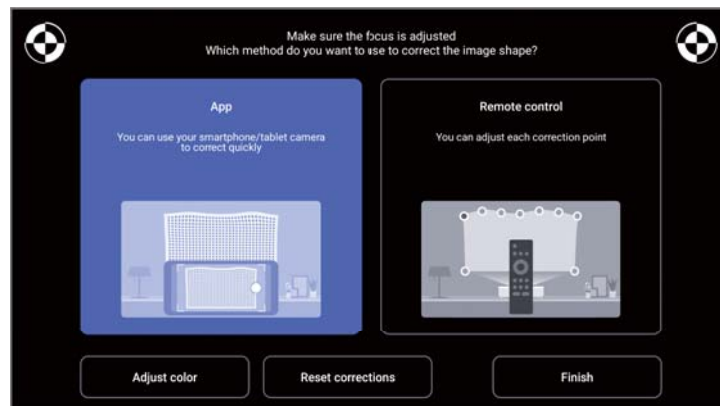 Make sure the focus is adjusted
Which method do you want to use to correct the image shape?
App
You can use your smartphone/tablet camera
to correct quickly
Remote control
You can adjust each correction point
Adjust color
Reset corrections
Finish